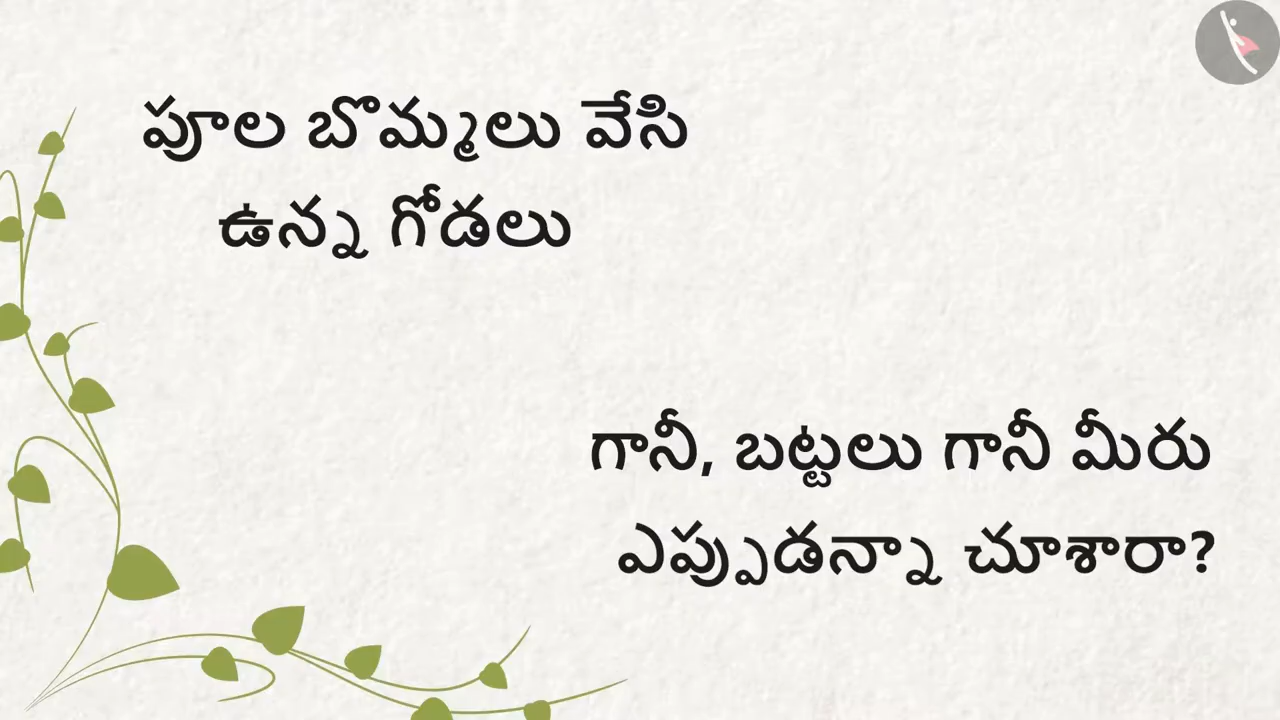 పూల బొమ్మలు వేసి
ఉన్న గోడలు
గానీ, బట్టలు గానీ మీరు
ఎప్పుడన్నా చూశారా?